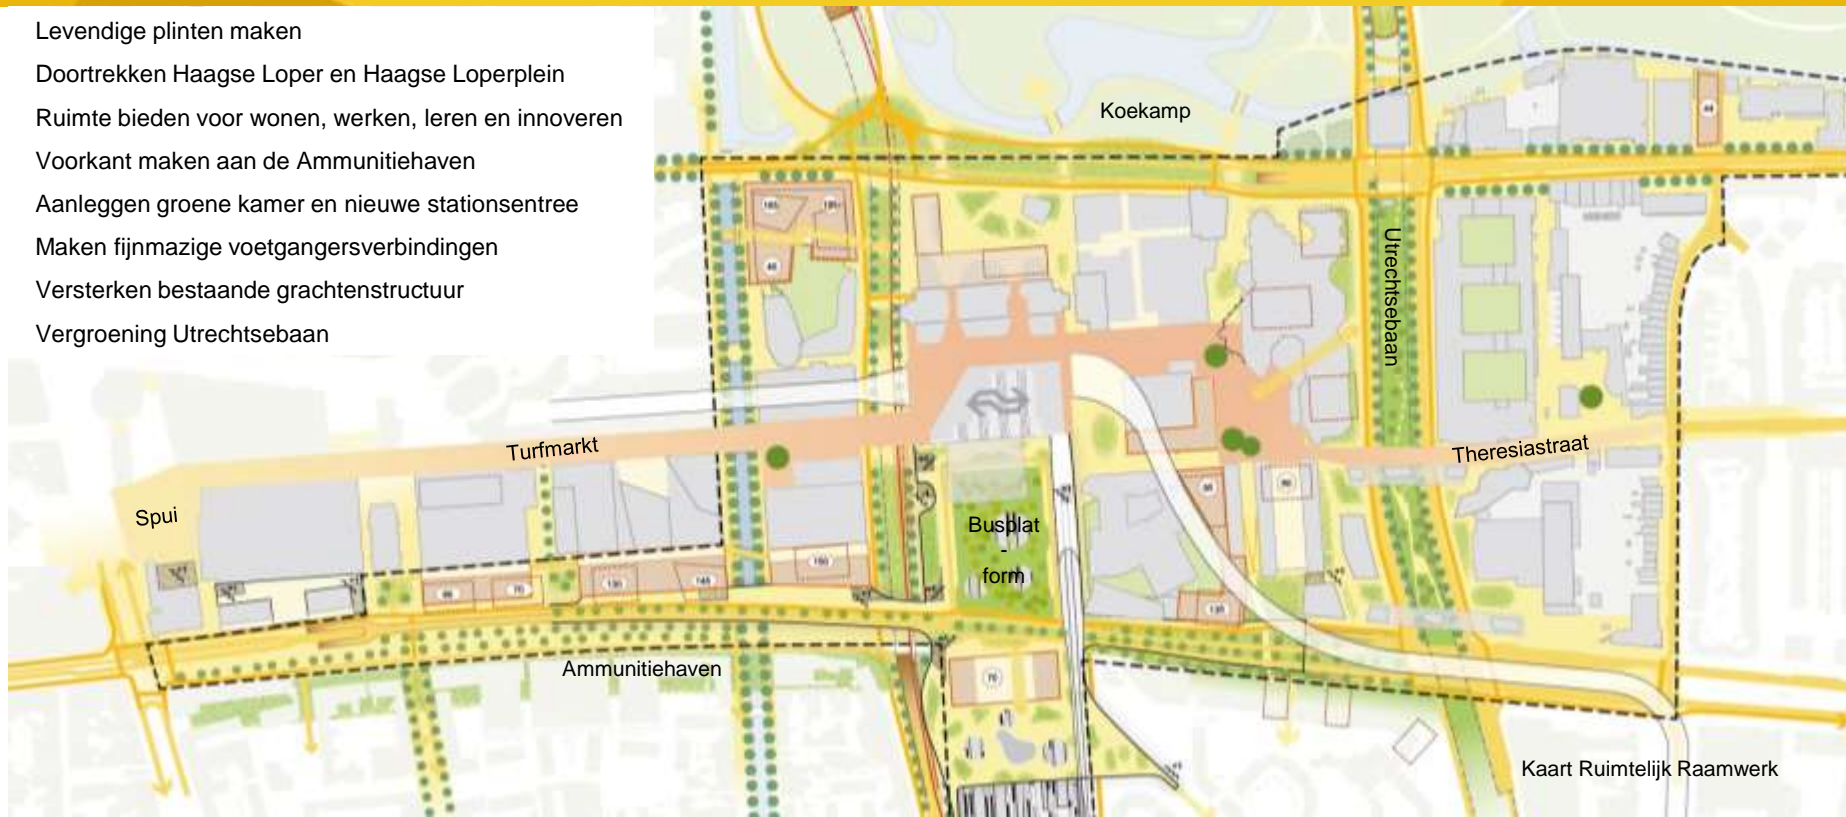 Levendige plinten maken
Doortrekken Haagse Loper en Haagse Loperplein
Ruimte bieden voor wonen, werken, leren en innoveren
Voorkant maken aan de Ammunitiehaven
Aanleggen groene kamer en nieuwe stationsentree
Maken fijnmazige voetgangersverbindingen
Versterken bestaande grachtenstructuur
Vergroening Utrechtsebaan
Koekamp
Utrechtsebaan
Turfmarkt
Theresiastraat
Spui
Busplat
-
form
70
Ammunitiehaven
Kaart Ruimtelijk Raamwerk